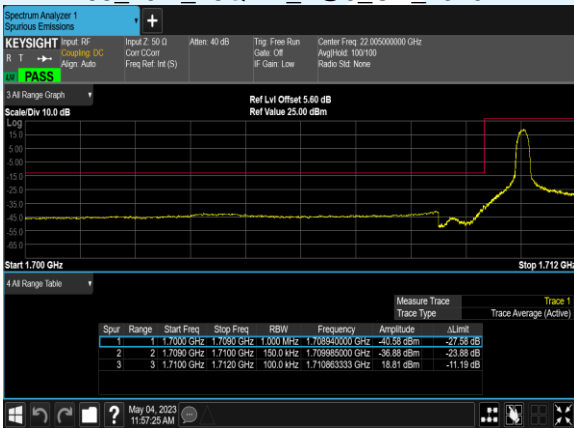 Spectrum Analyzer 1
Spurious Emissions
+
KEYSIGHT Input: RF Input Z: 50 Ω Atten: 40 dB Trig: Free Run Center Freq: 22.005000000 GHz
R T Coupling: DC Corr CCorr Gate: Off Avg|Hold: 100/100
Align: Auto Freq Ref: Int (S) IF Gain: Low Radio Std: None
PASS
3 All Range Graph
Ref Lvl Offset 5.60 dB
Scale/Div 10.0 dB Ref Value 25.00 dBm
Log
15.0
5.00
-5.00
-15.0
-25.0
-35.0
-45.0
-55.0
-65.0
Start 1.700 GHz Stop 1.712 GHz
4 All Range Table
Measure Trace Trace 1
Trace Type Trace Average (Active)
Spur Range Start Freq Stop Freq RBW Frequency Amplitude ΔLimit
1 1 1.7000 GHz 1.7090 GHz 1.000 MHz 1.708940000 GHz -40.58 dBm -27.58 dB
2 2 1.7090 GHz 1.7100 GHz 150.0 kHz 1.709985000 GHz -36.88 dBm -23.88 dB
3 3 1.7100 GHz 1.7120 GHz 100.0 kHz 1.710863333 GHz 18.81 dBm -11.19 dB
? May 04, 2023
11:57:25 AM